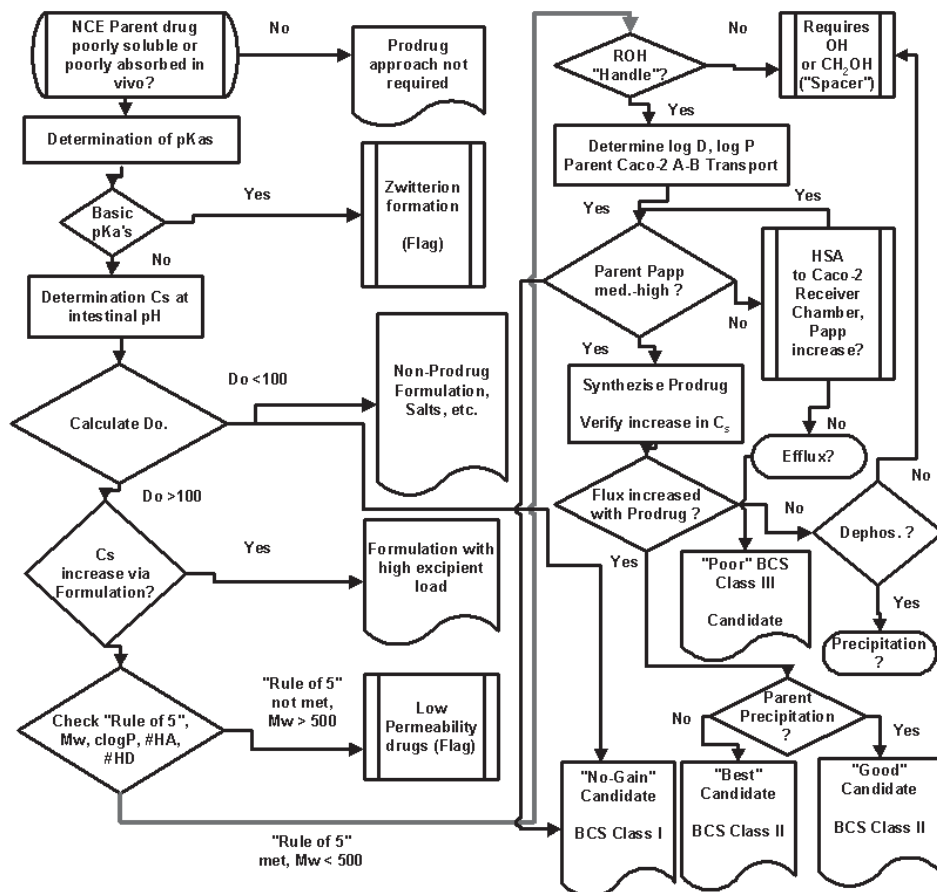 NCE Parent drug
poorly soluble or
poorly absorbed in
vivo?
No
Prodrug
approach not
required
Determination of pKas
Basic
pKa's
Yes
Zwitterion
formation
(Flag)
No
Determination Cs at
intestinal pH
Calculate Do.
Do <100
Non-Prodrug
Formulation,
Salts, etc.
Do >100
Cs
increase via
Formulation?
Yes
Formulation with
high excipient
load
Check "Rule of 5",
Mw, clogP, #HA,
#HD
"Rule of 5"
not met,
Mw > 500
Low
Permeability
drugs (Flag)
"Rule of 5"
met, Mw < 500
ROH
"Handle"?
No
Requires
OH
or CH2OH
("Spacer")
Yes
Determine log D, log P
Parent Caco-2 A-B Transport
Yes
Yes
Parent Papp
med.-high ?
No
HSA
to Caco-2
Receiver
Chamber,
Papp
increase?
Yes
Synthezise Prodrug
Verify increase in Cs
No
Efflux?
Flux increased
with Prodrug ?
No
Dephos. ?
No
Yes
"Poor" BCS
Class III
Candidate
Yes
Precipitation
?
Parent
Precipitation
?
No
Yes
"No-Gain"
Candidate
BCS Class I
"Best"
Candidate
BCS Class II
"Good"
Candidate
BCS Class II